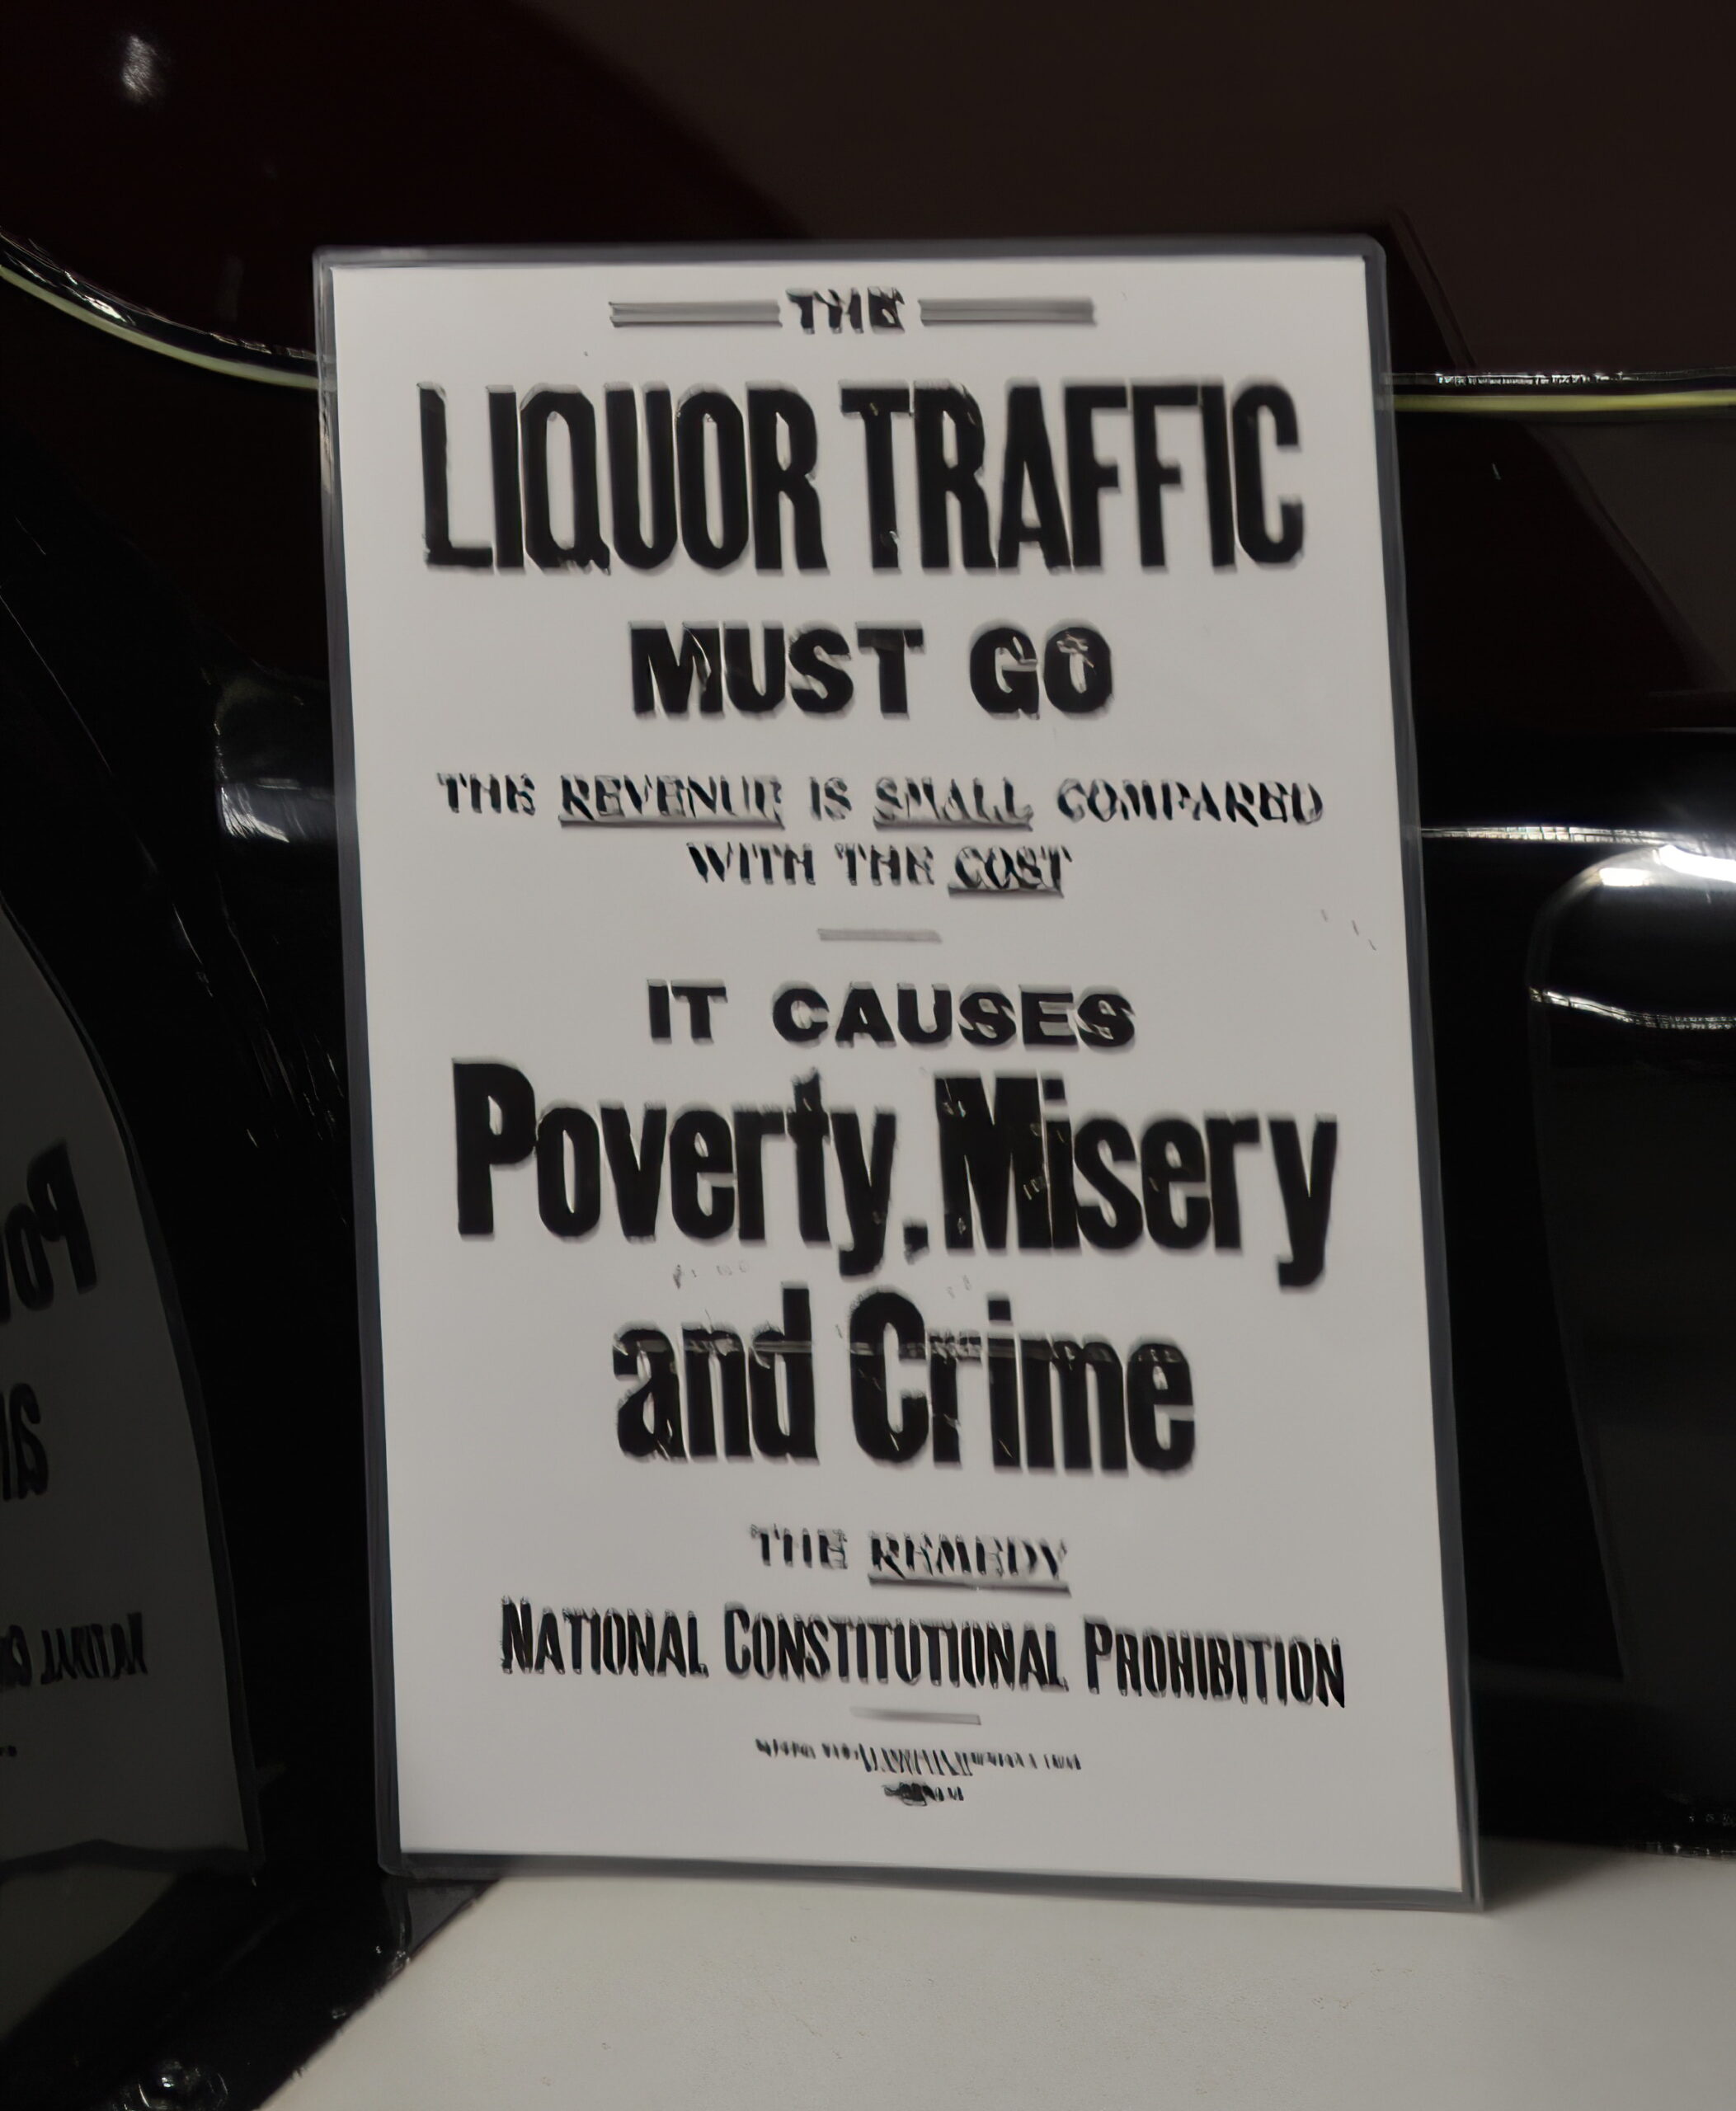 THE
LIQUOR TRAFFIC
MUST GO
THE REVENUE IS SMALL COMPARED
WITH THE COST
IT CAUSES
Poverty, Misery
and Crime
THE REMEDY
NATIONAL CONSTITUTIONAL PROHIBITION